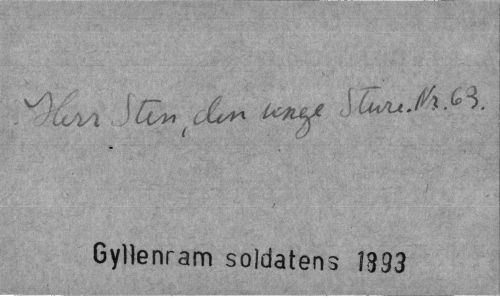 Herr Sten, den unge Sture. Nr. 63.
Gyllenram soldatens 1893